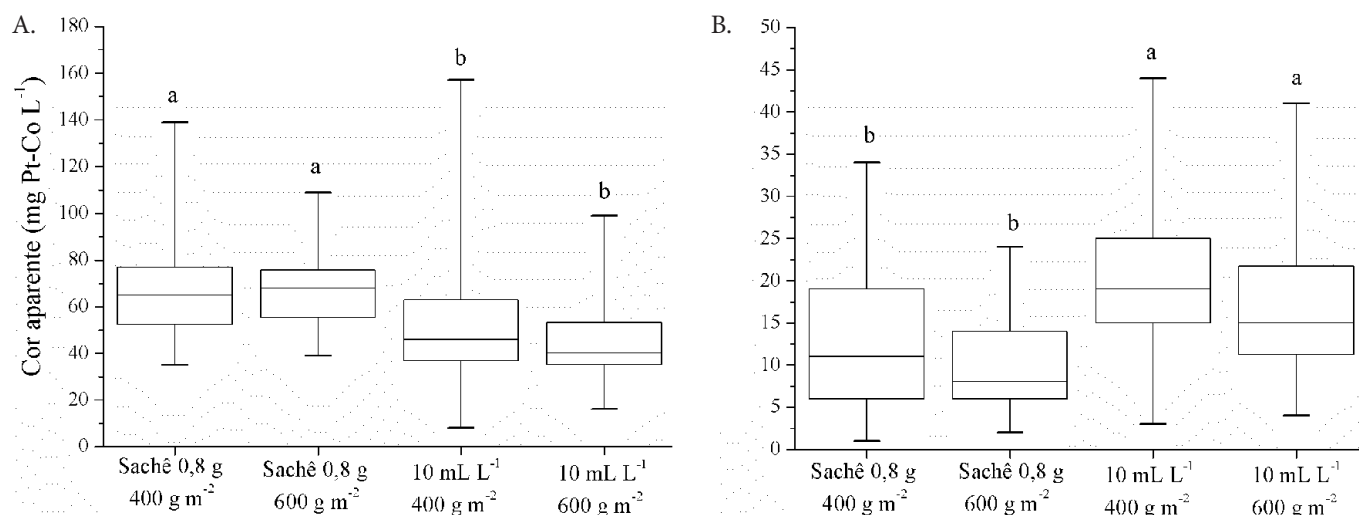 A.
Cor aparente (mg Pt-Co L⁻¹)
180
160
140
120
100
80
60
40
20
0
a
a
b
b
Sachê 0,8 g
400 g m⁻²
Sachê 0,8 g
600 g m⁻²
10 mL L⁻¹
400 g m⁻²
10 mL L⁻¹
600 g m⁻²
B.
50
45
40
35
30
25
20
15
10
5
0
b
b
a
a
Sachê 0,8 g
400 g m⁻²
Sachê 0,8 g
600 g m⁻²
10 mL L⁻¹
400 g m⁻²
10 mL L⁻¹
600 g m⁻²